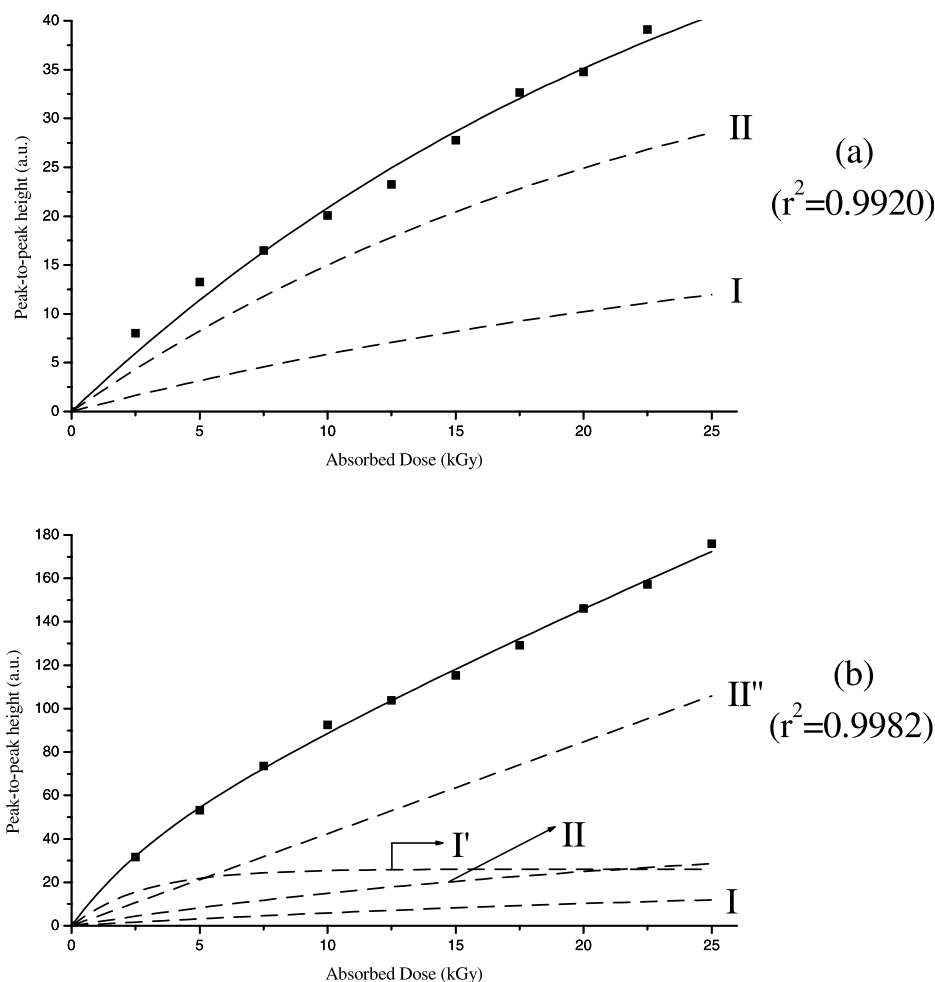 40
35
30
25
20
15
10
5
0
Peak-to-peak height (a.u.)
II
I
(a)
(r²=0.9920)
0 5 10 15 20 25
Absorbed Dose (kGy)
180
160
140
120
100
80
60
40
20
0
Peak-to-peak height (a.u.)
II"
I'
II
I
(b)
(r²=0.9982)
0 5 10 15 20 25
Absorbed Dose (kGy)